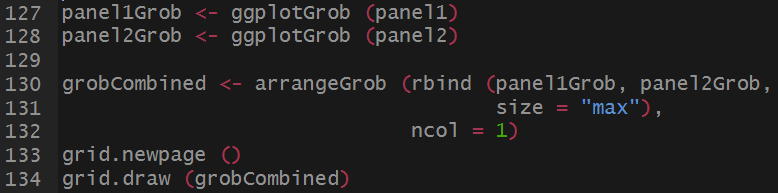 127 panel1Grob <- ggplotGrob (panel1)
128 panel2Grob <- ggplotGrob (panel2)
129
130 grobCombined <- arrangeGrob (rbind (panel1Grob, panel2Grob,
131                                     size = "max"),
132                              ncol = 1)
133 grid.newpage ()
134 grid.draw (grobCombined)